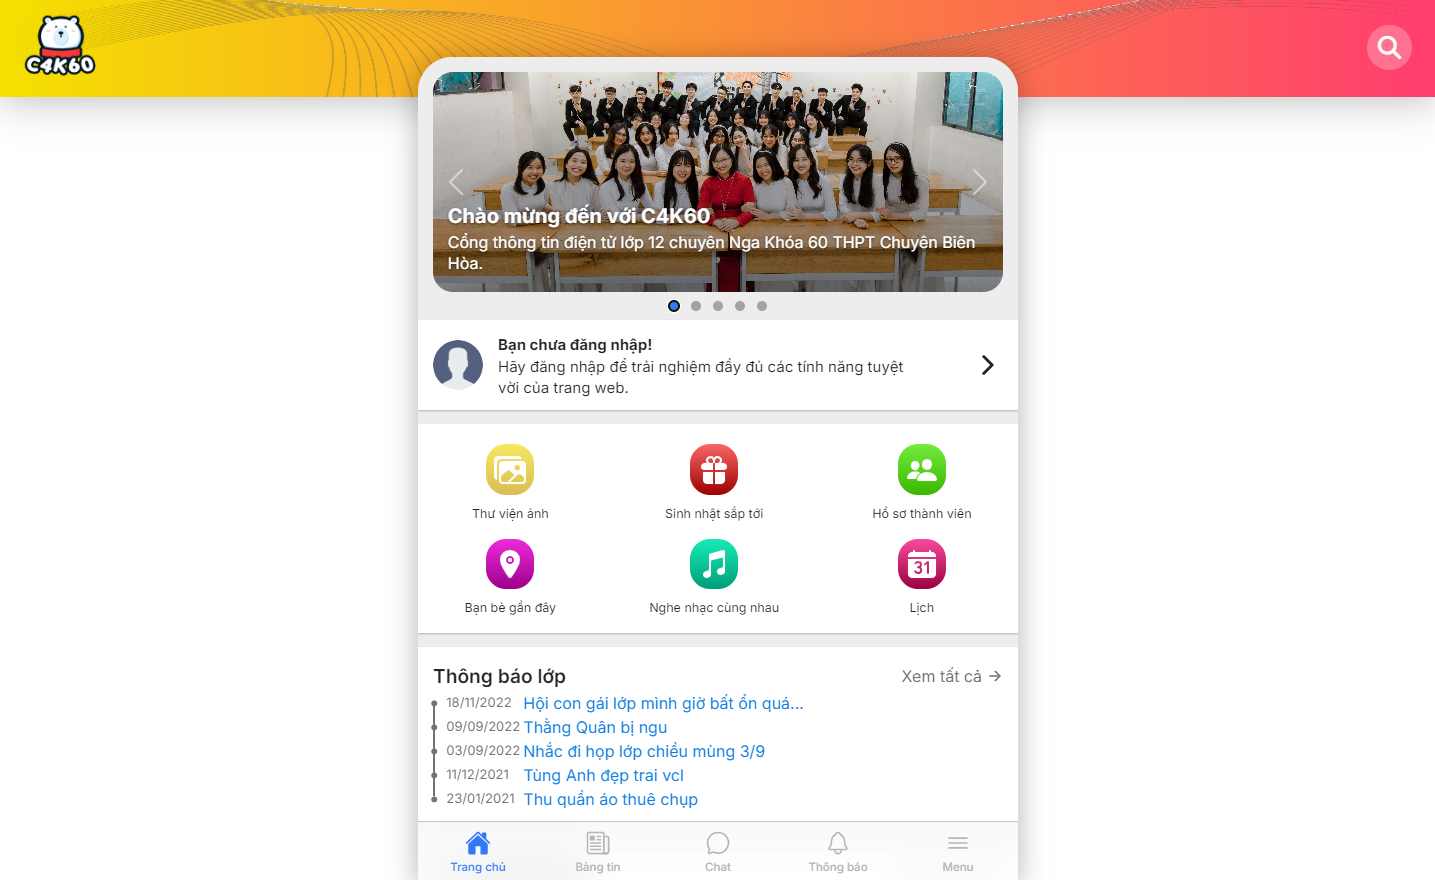 C4K60
Chào mừng đến với C4K60
Cổng thông tin điện tử lớp 12 chuyên Nga Khóa 60 THPT Chuyên Biên
Hòa.
Bạn chưa đăng nhập!
Hãy đăng nhập để trải nghiệm đầy đủ các tính năng tuyệt
vời của trang web.
Thư viện ảnh
Sinh nhật sắp tới
Hồ sơ thành viên
31
Bạn bè gần đây
Nghe nhạc cùng nhau
Lịch
Thông báo lớp
Xem tất cả
18/11/2022 Hội con gái lớp mình giờ bất ổn quá...
09/09/2022 Thằng Quân bị ngu
03/09/2022 Nhắc đi họp lớp chiều mùng 3/9
11/12/2021 Tùng Anh đẹp trai vcl
23/01/2021 Thu quần áo thuê chụp
Trang chủ
Bảng tin
Chat
Thông báo
Menu